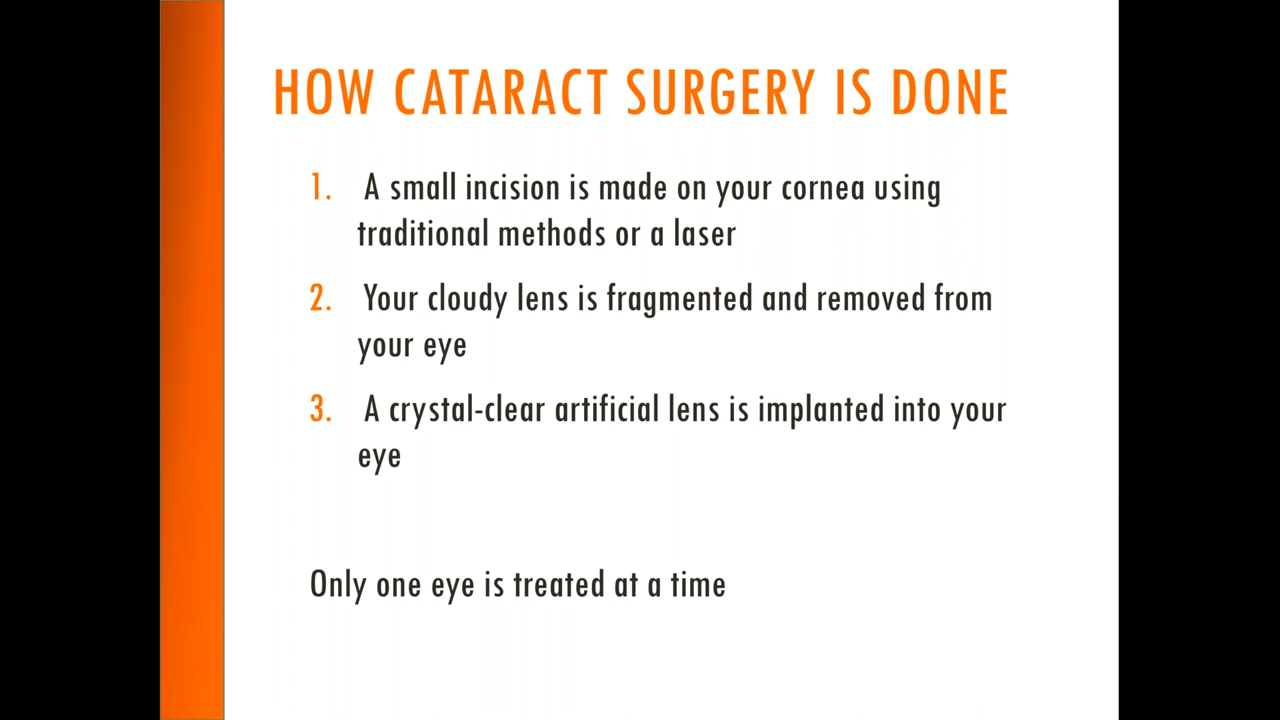 HOW CATARACT SURGERY IS DONE
1. A small incision is made on your cornea using
traditional methods or a laser
2. Your cloudy lens is fragmented and removed from
your eye
3. A crystal-clear artificial lens is implanted into your
eye
Only one eye is treated at a time